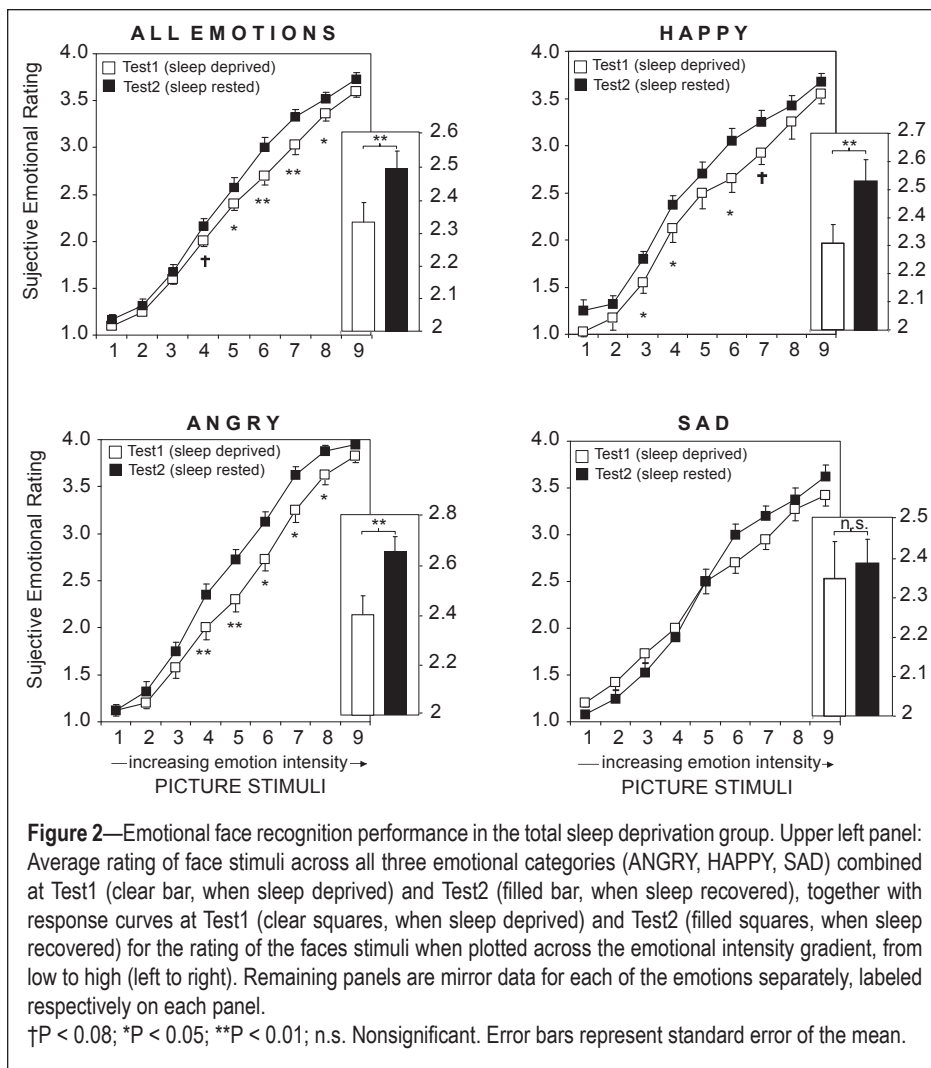 ALL EMOTIONS
Test1 (sleep deprived)
Test2 (sleep rested)
Sujective Emotional Rating
4.0
3.5
3.0
2.5
2.0
1.5
1.0
1 2 3 4 5 6 7 8 9
†
*
**
**
*
**
2.6
2.5
2.4
2.3
2.2
2.1
2
HAPPY
Test1 (sleep deprived)
Test2 (sleep rested)
4.0
3.5
3.0
2.5
2.0
1.5
1.0
1 2 3 4 5 6 7 8 9
*
*
*
†
**
2.7
2.6
2.5
2.4
2.3
2.2
2.1
2
ANGRY
Test1 (sleep deprived)
Test2 (sleep rested)
Sujective Emotional Rating
4.0
3.5
3.0
2.5
2.0
1.5
1.0
1 2 3 4 5 6 7 8 9
**
**
*
*
*
**
2.8
2.6
2.4
2.2
2
—increasing emotion intensity→
PICTURE STIMULI
SAD
Test1 (sleep deprived)
Test2 (sleep rested)
4.0
3.5
3.0
2.5
2.0
1.5
1.0
1 2 3 4 5 6 7 8 9
n.s.
2.5
2.4
2.3
2.2
2.1
2
—increasing emotion intensity→
PICTURE STIMULI
Figure 2—Emotional face recognition performance in the total sleep deprivation group. Upper left panel:
Average rating of face stimuli across all three emotional categories (ANGRY, HAPPY, SAD) combined
at Test1 (clear bar, when sleep deprived) and Test2 (filled bar, when sleep recovered), together with
response curves at Test1 (clear squares, when sleep deprived) and Test2 (filled squares, when sleep
recovered) for the rating of the faces stimuli when plotted across the emotional intensity gradient, from
low to high (left to right). Remaining panels are mirror data for each of the emotions separately, labeled
respectively on each panel.
†P < 0.08; *P < 0.05; **P < 0.01; n.s. Nonsignificant. Error bars represent standard error of the mean.